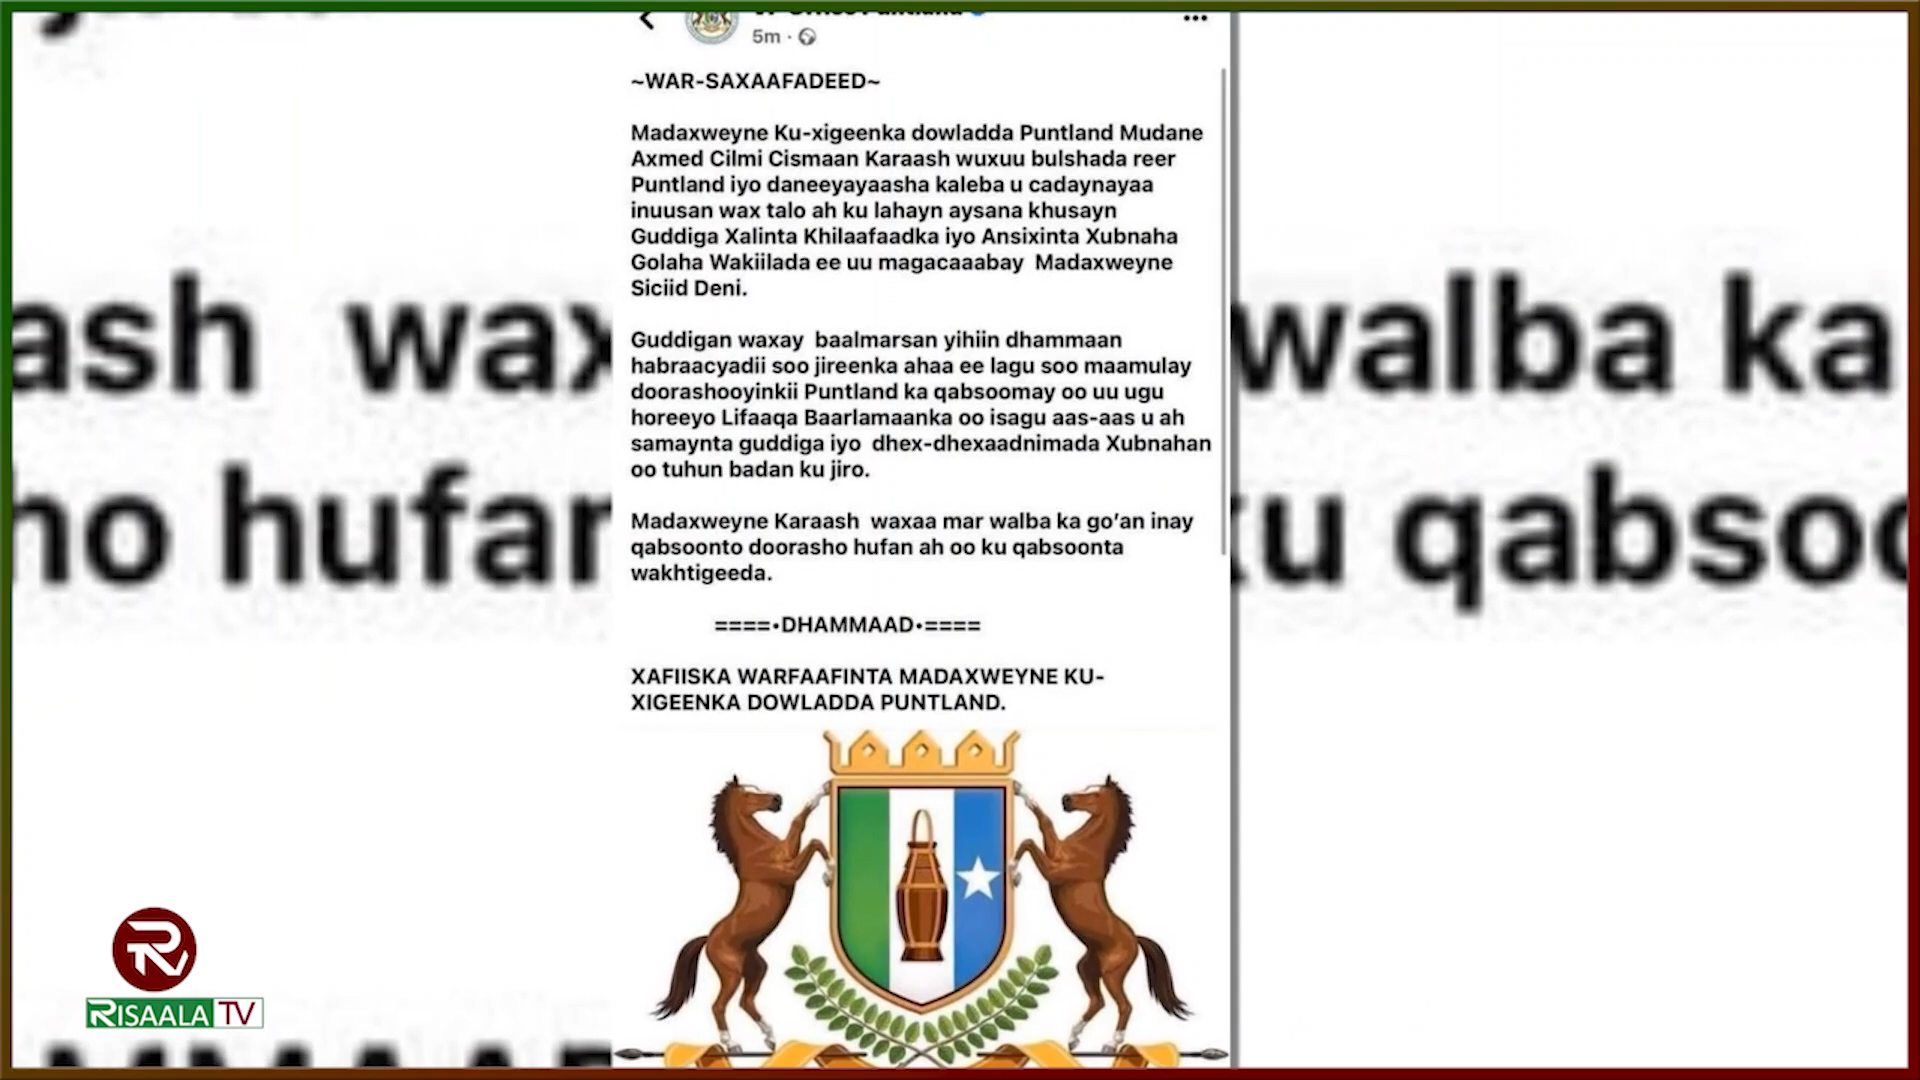 5m
~WAR-SAXAAFADEED~
Madaxweyne Ku-xigeenka dowladda Puntland Mudane
Axmed Cilmi Cismaan Karaash wuxuu bulshada reer
Puntland iyo daneeyayaasha kaleba u cadaynayaa
inuusan wax talo ah ku lahayn aysana khusayn
Guddiga Xalinta Khilaafaadka iyo Ansixinta Xubnaha
Golaha Wakiilada ee uu magacaaabay Madaxweyne
Siciid Deni.
Guddigan waxay baalmarsan yihiin dhammaan
habraacyadii soo jireenka ahaa ee lagu soo maamulay
doorashooyinkii Puntland ka qabsoomay oo uu ugu
horeeyo Lifaaqa Baarlamaanka oo isagu aas-aas u ah
samaynta guddiga iyo dhex-dhexaadnimada Xubnahan
oo tuhun badan ku jiro.
Madaxweyne Karaash waxaa mar walba ka go'an inay
qabsoonto doorasho hufan ah oo ku qabsoonta
wakhtigeeda.
====•DHAMMAAD•====
XAFIISKA WARFAAFINTA MADAXWEYNE KU-
XIGEENKA DOWLADDA PUNTLAND.
ash wax
walba ka
ho hufan
ku qabsoo
RISAALA TV